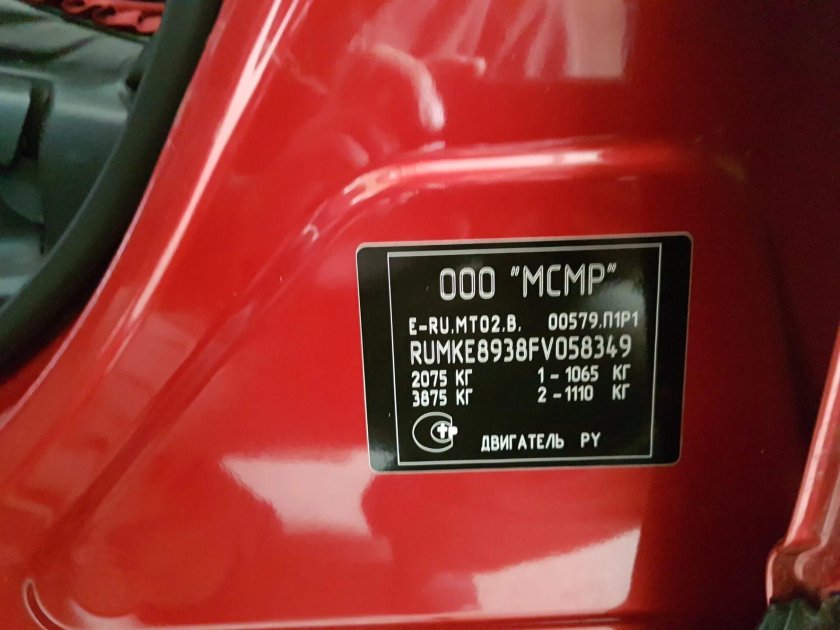 ООО "МСМР"
E-RU.MT02.B. 00579.П1Р1
RUMKE8938FV058349
2075 КГ 1 - 1065 КГ
3875 КГ 2 - 1110 КГ
ДВИГАТЕЛЬ PY